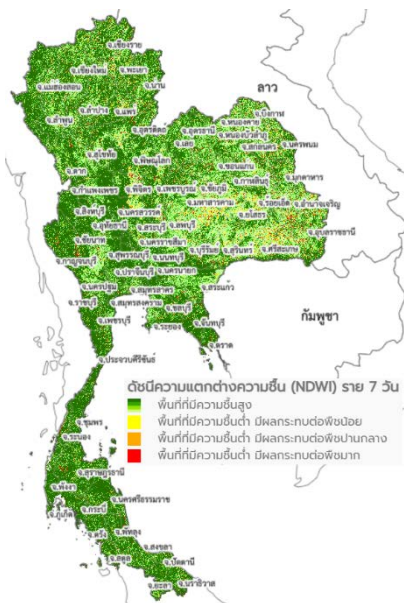 จ.เชียงราย
จ.เชียงใหม่
จ.พะเยา
จ.แม่ฮ่องสอน
จ.น่าน
ลาว
จ.ลำปาง
จ.แพร่
จ.ลำพูน
จ.อุตรดิตถ์
จ.เลย
จ.อุดรธานี
จ.หนองคาย
จ.บึงกาฬ
จ.หนองบัวลำภู
จ.สกลนคร
จ.นครพนม
จ.สุโขทัย
จ.พิษณุโลก
จ.ตาก
จ.ขอนแก่น
จ.กาฬสินธุ์
จ.มุกดาหาร
จ.กำแพงเพชร
จ.พิจิตร
จ.เพชรบูรณ์
จ.ชัยภูมิ
จ.มหาสารคาม
จ.ร้อยเอ็ด
จ.อำนาจเจริญ
จ.ยโสธร
จ.สิงห์บุรี
จ.นครสวรรค์
จ.อุทัยธานี
จ.สระบุรี
จ.ลพบุรี
จ.อุบลราชธานี
จ.ชัยนาท
จ.นครราชสีมา
จ.บุรีรัมย์
จ.สุรินทร์
จ.ศรีสะเกษ
จ.กาญจนบุรี
จ.สุพรรณบุรี
จ.นนทบุรี
จ.ปราจีนบุรี
จ.นครนายก
จ.นครปฐม
จ.สมุทรสาคร
จ.สระแก้ว
จ.ราชบุรี
จ.สมุทรสงคราม
จ.ชลบุรี
จ.เพชรบุรี
จ.ระยอง
จ.จันทบุรี
กัมพูชา
จ.ตราด
จ.ประจวบคีรีขันธ์
ดัชนีความแตกต่างความชื้น (NDWI) ราย 7 วัน
พื้นที่ที่มีความชื้นสูง
พื้นที่ที่มีความชื้นต่ำ มีผลกระทบต่อพืชน้อย
พื้นที่ที่มีความชื้นต่ำ มีผลกระทบต่อพืชปานกลาง
พื้นที่ที่มีความชื้นต่ำ มีผลกระทบต่อพืชมาก
จ.ชุมพร
จ.ระนอง
จ.สุราษฎร์ธานี
จ.พังงา
จ.นครศรีธรรมราช
จ.ภูเก็ต
จ.กระบี่
จ.ตรัง
จ.พัทลุง
จ.สงขลา
จ.สตูล
จ.ปัตตานี
จ.ยะลา
จ.นราธิวาส